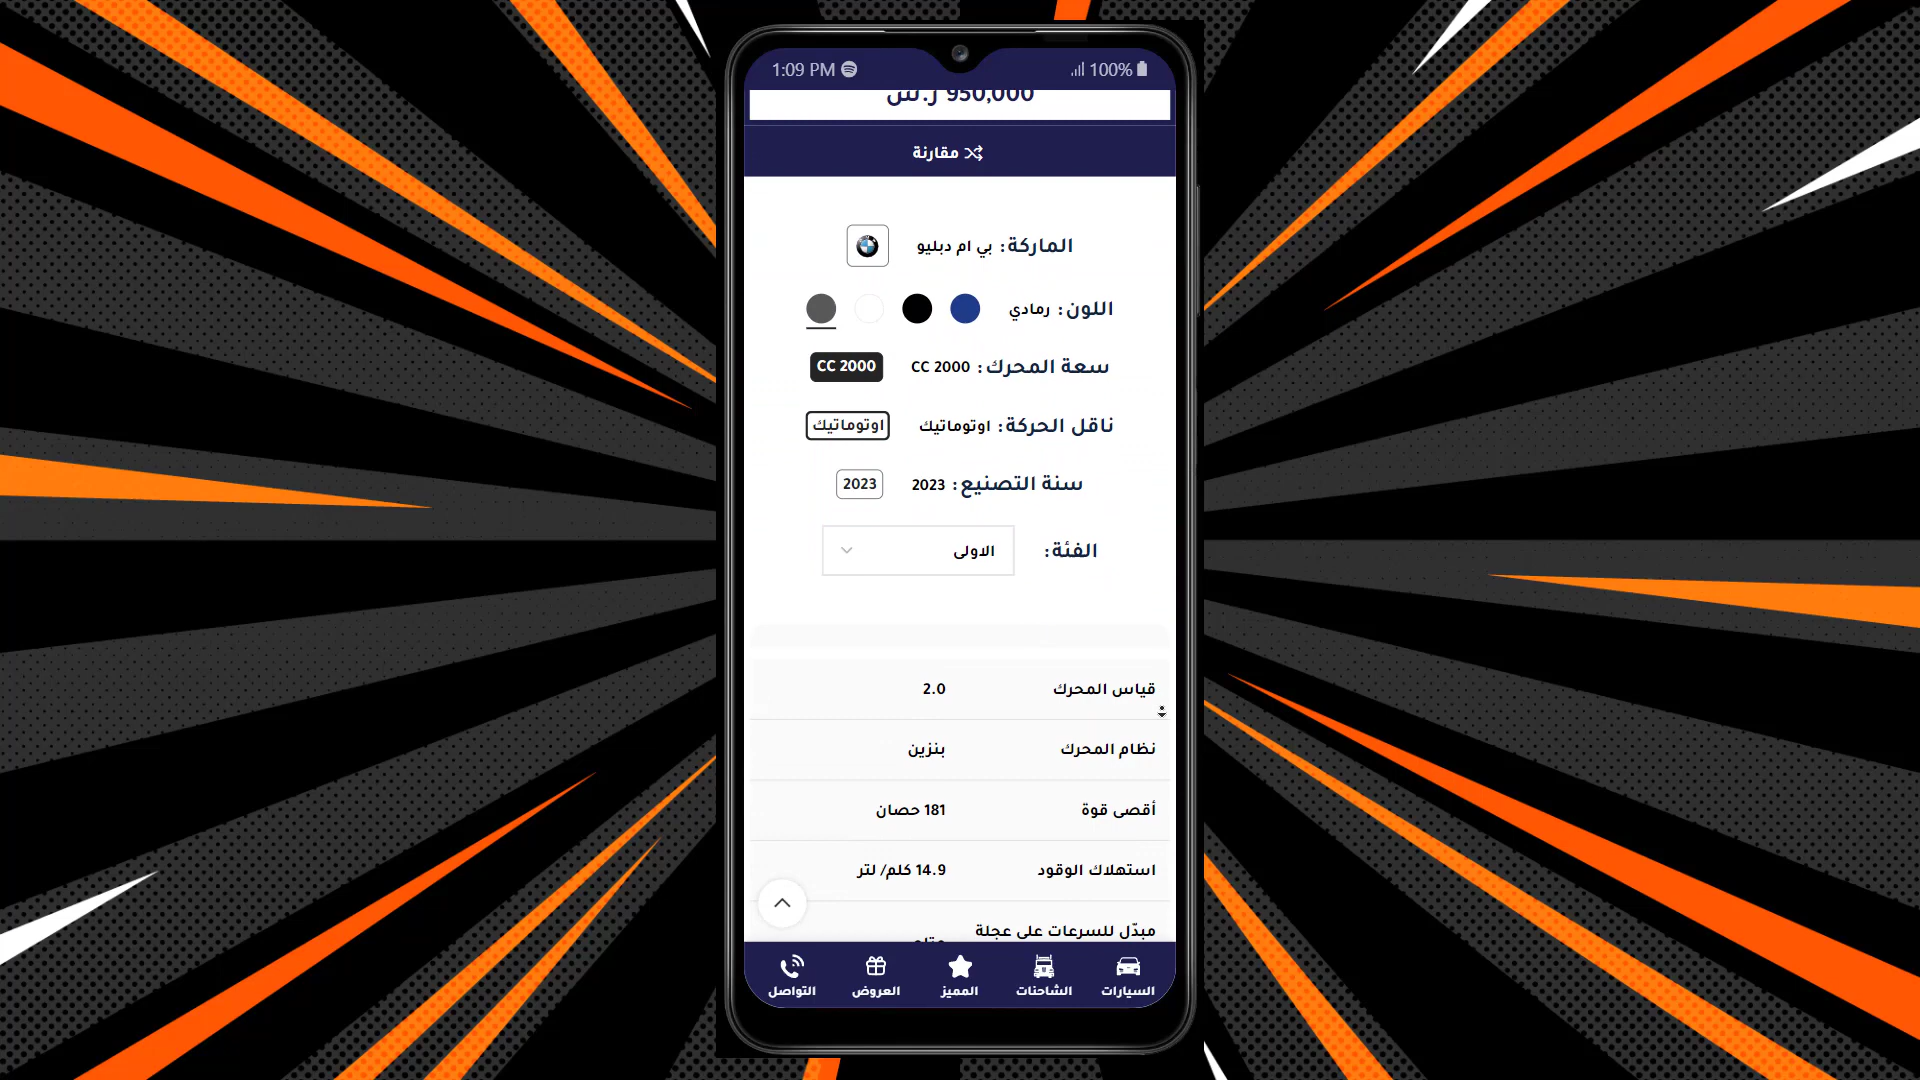 1:09 PM 100%
950,000 ر.س
مقارنة
الماركة: بي ام دبليو
اللون: رمادي
سعة المحرك: CC 2000 CC 2000
ناقل الحركة: اوتوماتيك اوتوماتيك
سنة التصنيع: 2023 2023
الفئة: الاولى
قياس المحرك 2.0
نظام المحرك بنزين
أقصى قوة 181 حصان
استهلاك الوقود 14.9 كلم/ لتر
مبدّل للسرعات على عجلة
السيارات الشاحنات المميز العروض التواصل